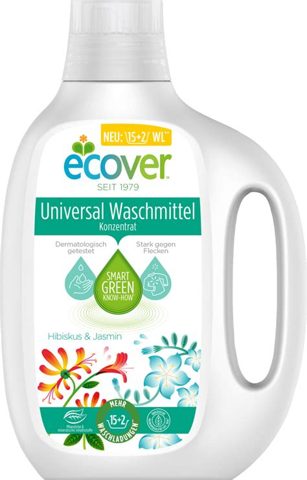 NEU: 15+2/ WL**
ecover
SEIT 1979
Universal Waschmittel
Konzentrat
Dermatologisch
getestet
Stark gegen
Flecken
SMART
GREEN
KNOW-HOW
Hibiskus & Jasmin
MEHR
15+2/
WASCHLADUNGEN**